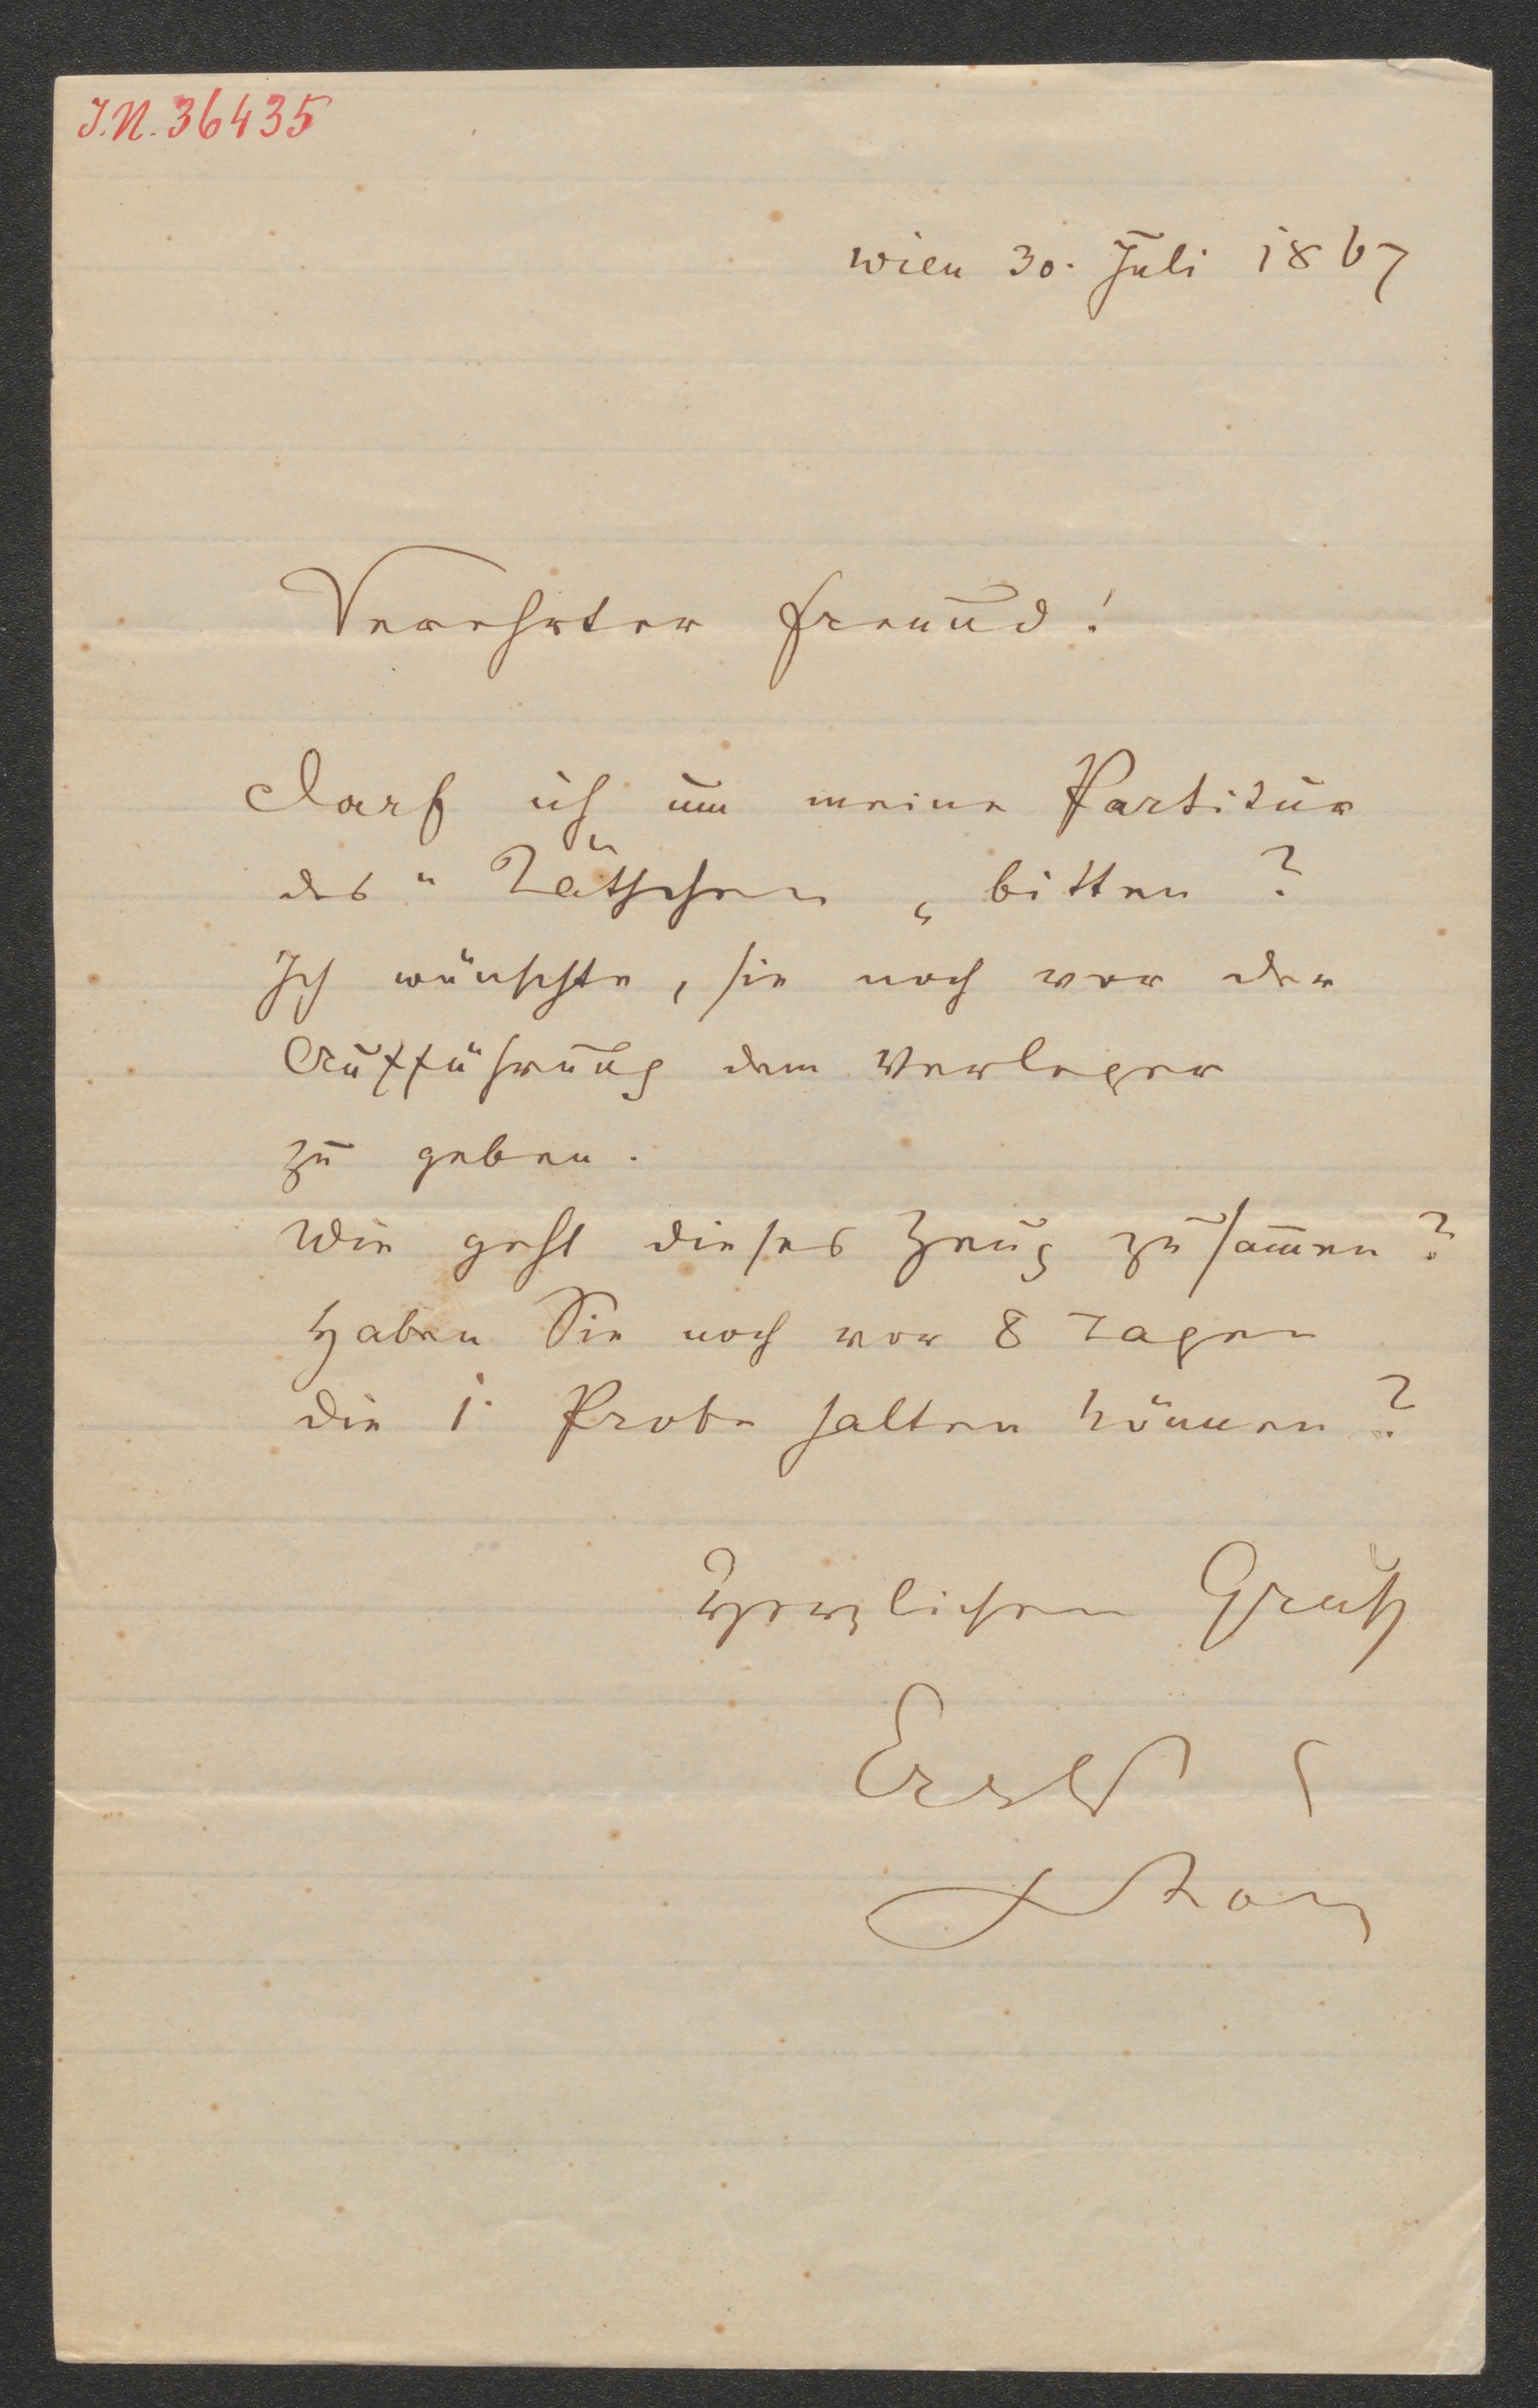 I.N. 36435
Wien 30. Juli 1867
Verehrter Freund!
Darf ich um meine Partitur
des " „ bitten?
Ich wünschte, sie noch vor der
Aufführung dem Verleger
zu geben.
Wie geht dieses Zeug zusam̅en?
Haben Sie noch vor 8 Tagen
die 1. Probe halten können?
Herzlichen Gruß